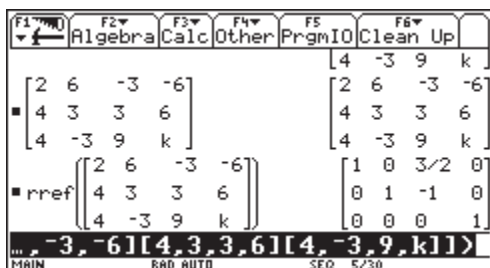 F1 F2 F3 F4 F5 F6
Algebra Calc Other PrgmIO Clean Up
4 -3 9 k
2 6 -3 -6 2 6 -3 -6
4 3 3 6 4 3 3 6
4 -3 9 k 4 -3 9 k
2 6 -3 -6 1 0 3/2 0
rref 4 3 3 6 0 1 -1 0
4 -3 9 k 0 0 0 1
…,-3,-6][4,3,3,6][4,-3,9,k]]>
MAIN RAD AUTO SEQ 5/30